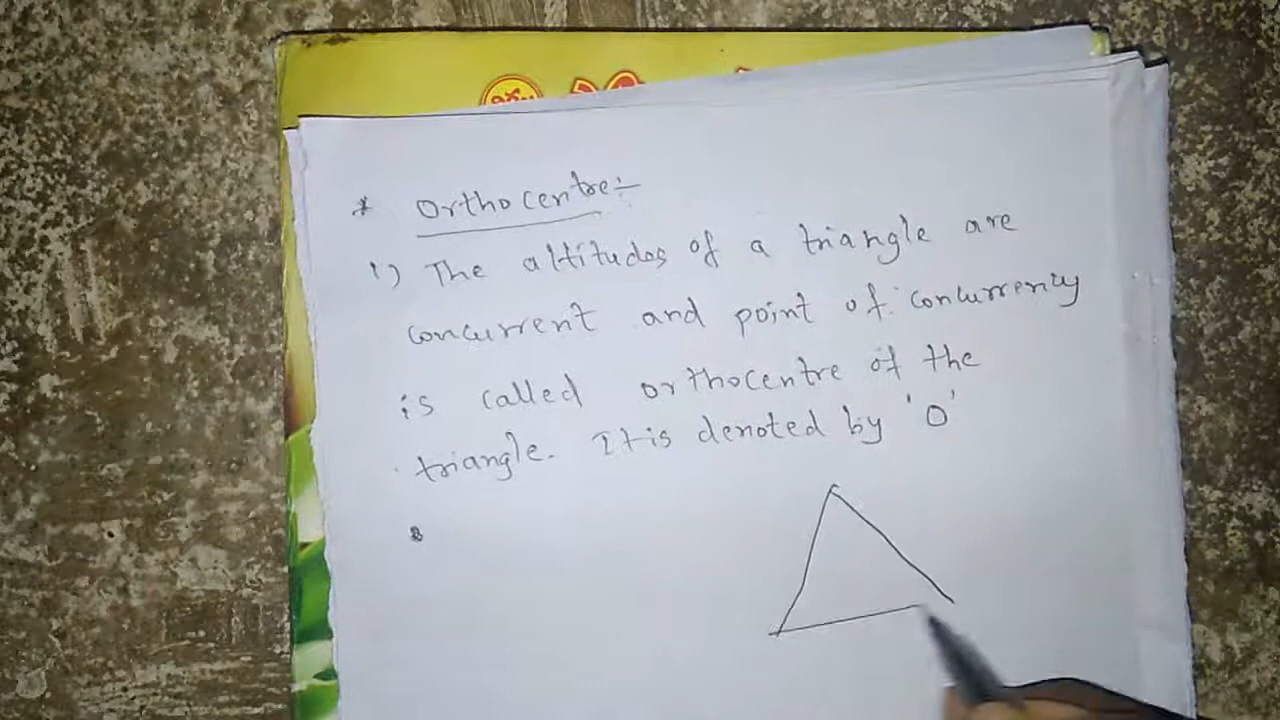 * Orthocentre:-
1) The altitudes of a triangle are
concurrent and point of concurrency
is called orthocentre of the
triangle. It is denoted by 'O'